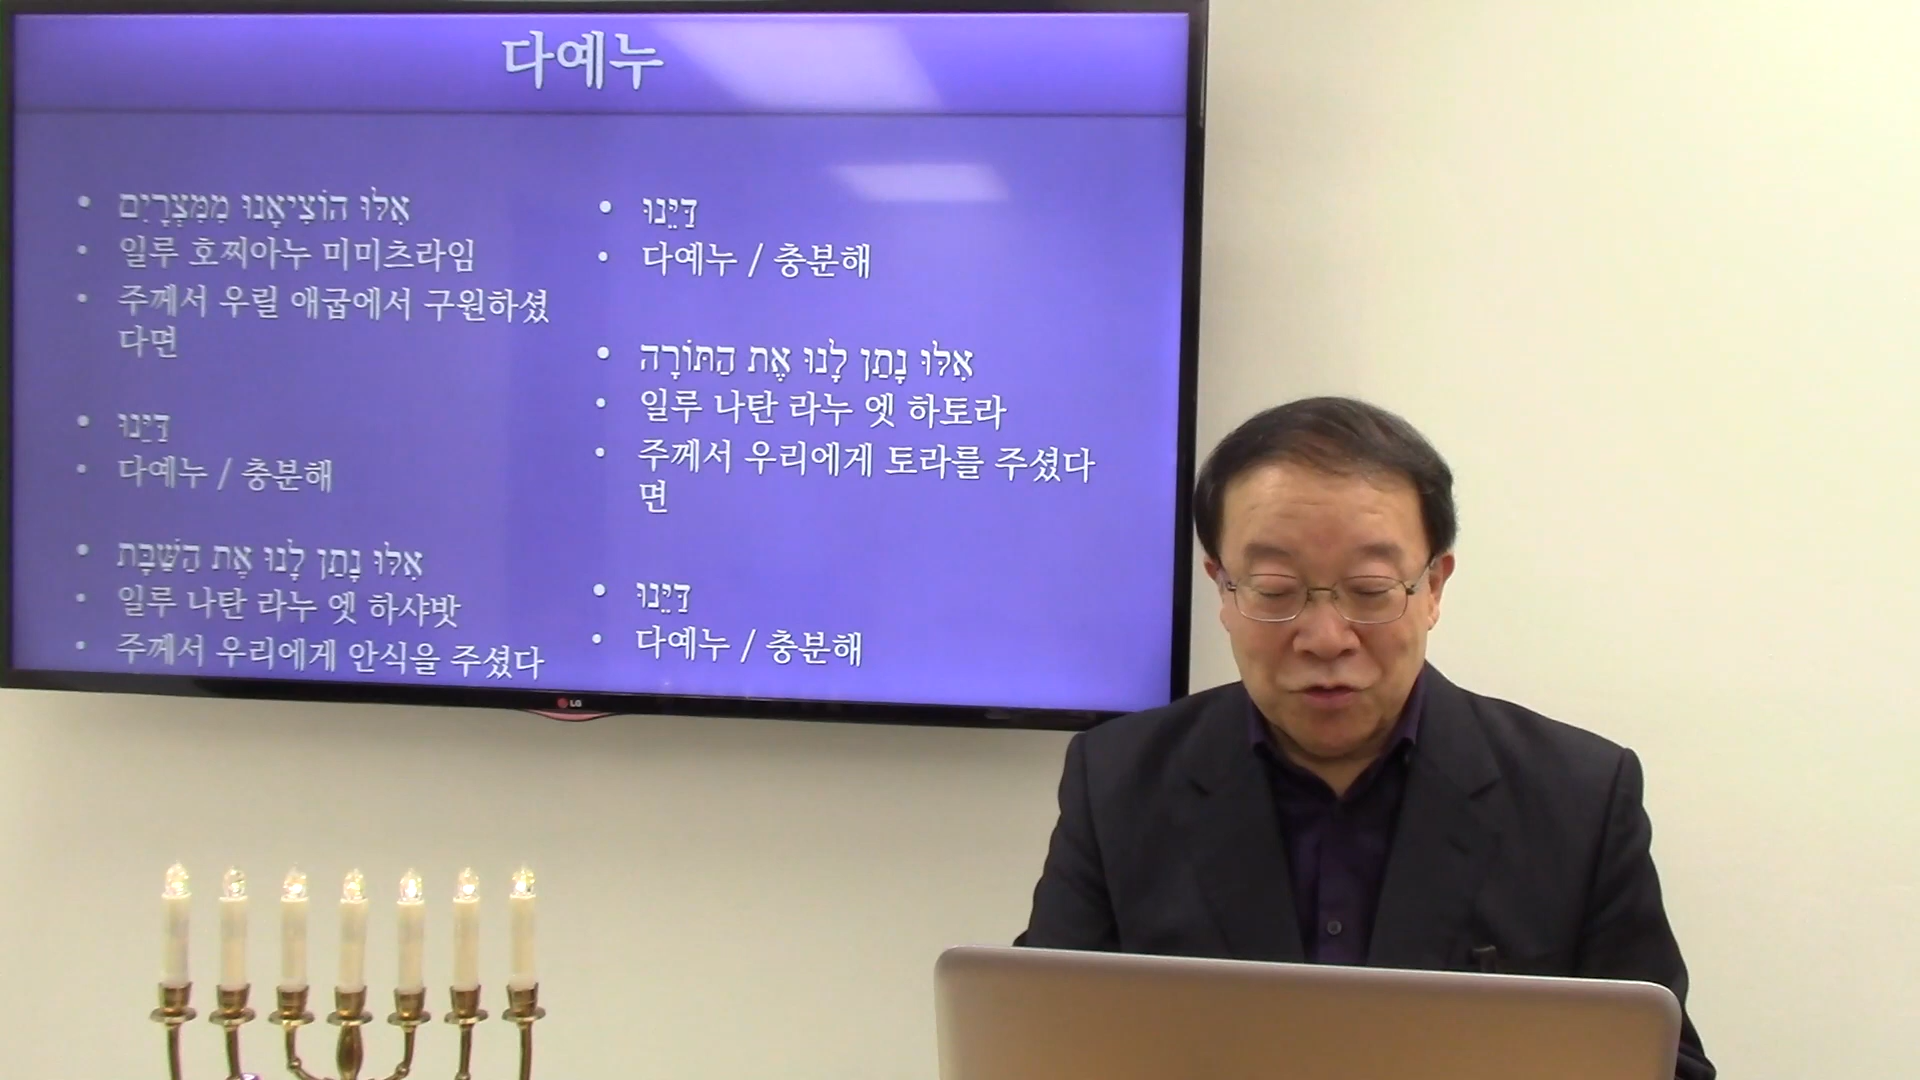 다예누
אִלּוּ הוֹצִיאָנוּ מִמִּצְרָיִם
일루 호찌아누 미미츠라임
주께서 우릴 애굽에서 구원하셨
다면
דַּיֵּנוּ
다예누 / 충분해
אִלּוּ נָתַן לָנוּ אֶת הַשַּׁבָּת
일루 나탄 라누 엣 하샤밧
주께서 우리에게 안식을 주셨다
דַּיֵּנוּ
다예누 / 충분해
אִלּוּ נָתַן לָנוּ אֶת הַתּוֹרָה
일루 나탄 라누 엣 하토라
주께서 우리에게 토라를 주셨다
면
דַּיֵּנוּ
다예누 / 충분해
LG